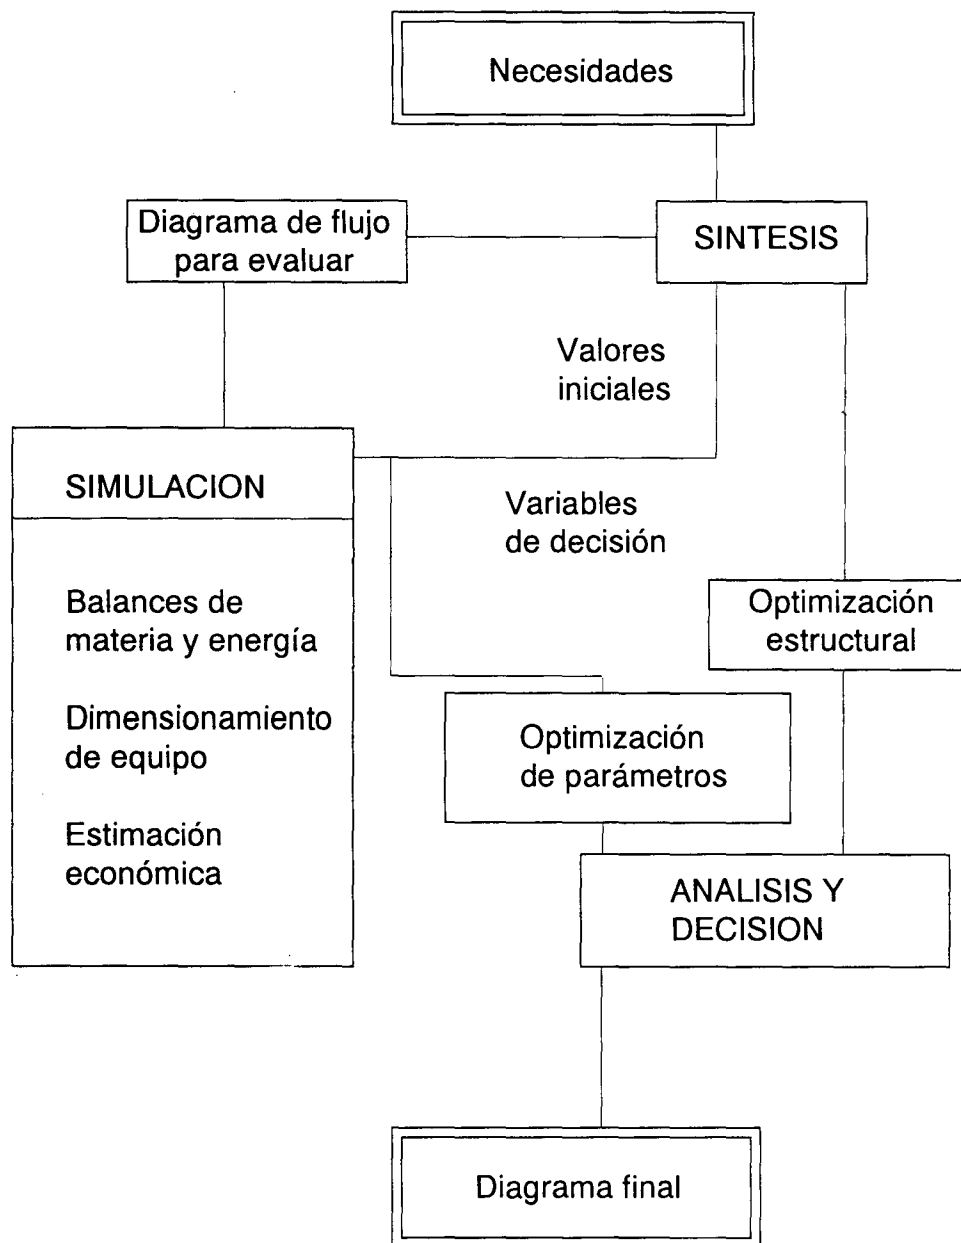 Necesidades
Diagrama de flujo
para evaluar
SINTESIS
Valores
iniciales
SIMULACION
Variables
de decisión
Balances de
materia y energía
Dimensionamiento
de equipo
Estimación
económica
Optimización
estructural
Optimización
de parámetros
ANALISIS Y
DECISION
Diagrama final